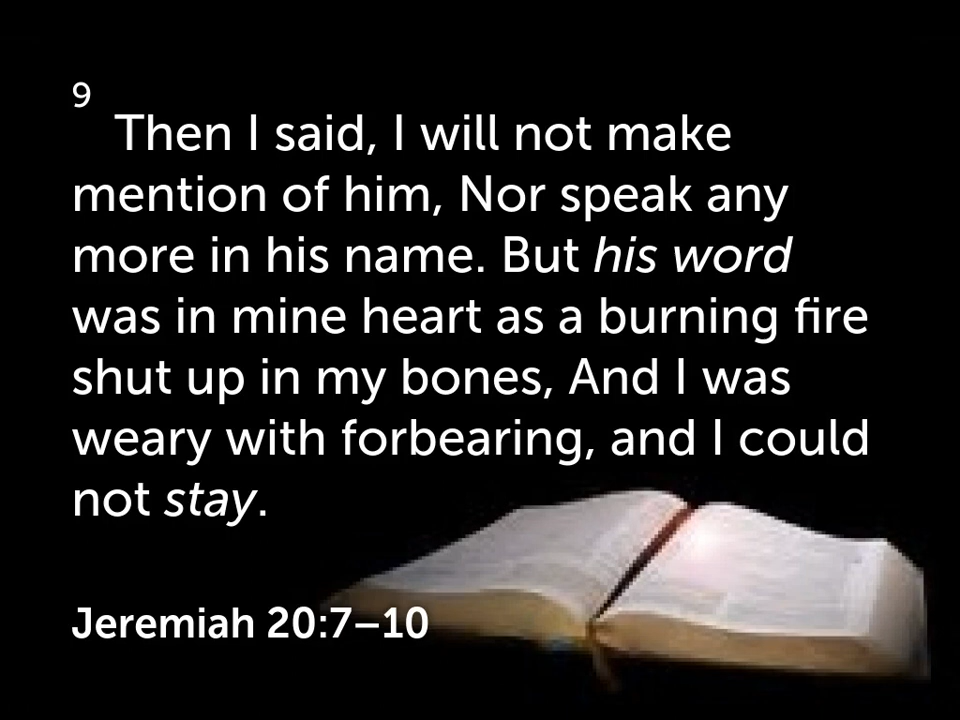 9
Then I said, I will not make
mention of him, Nor speak any
more in his name. But his word
was in mine heart as a burning fire
shut up in my bones, And I was
weary with forbearing, and I could
not stay.
Jeremiah 20:7–10